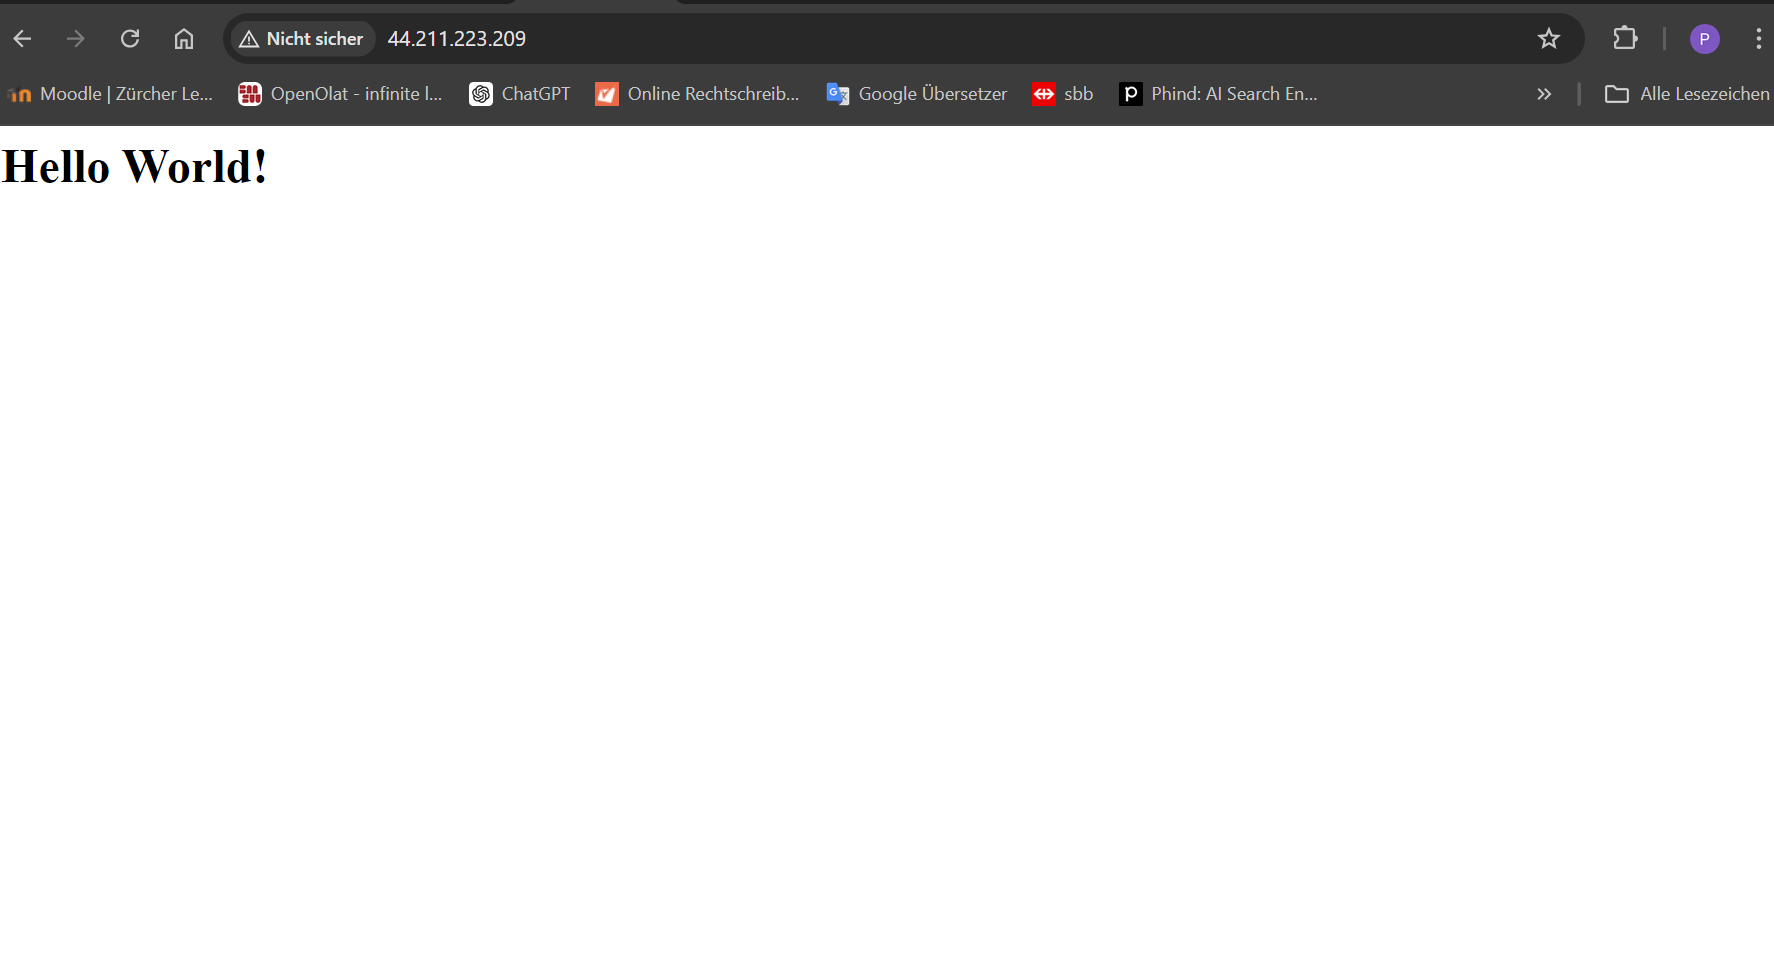 Nicht sicher 44.211.223.209
P
Moodle | Zürcher Le... OpenOlat - infinite l... ChatGPT Online Rechtschreib... Google Übersetzer sbb Phind: AI Search En... Alle Lesezeichen
Hello World!